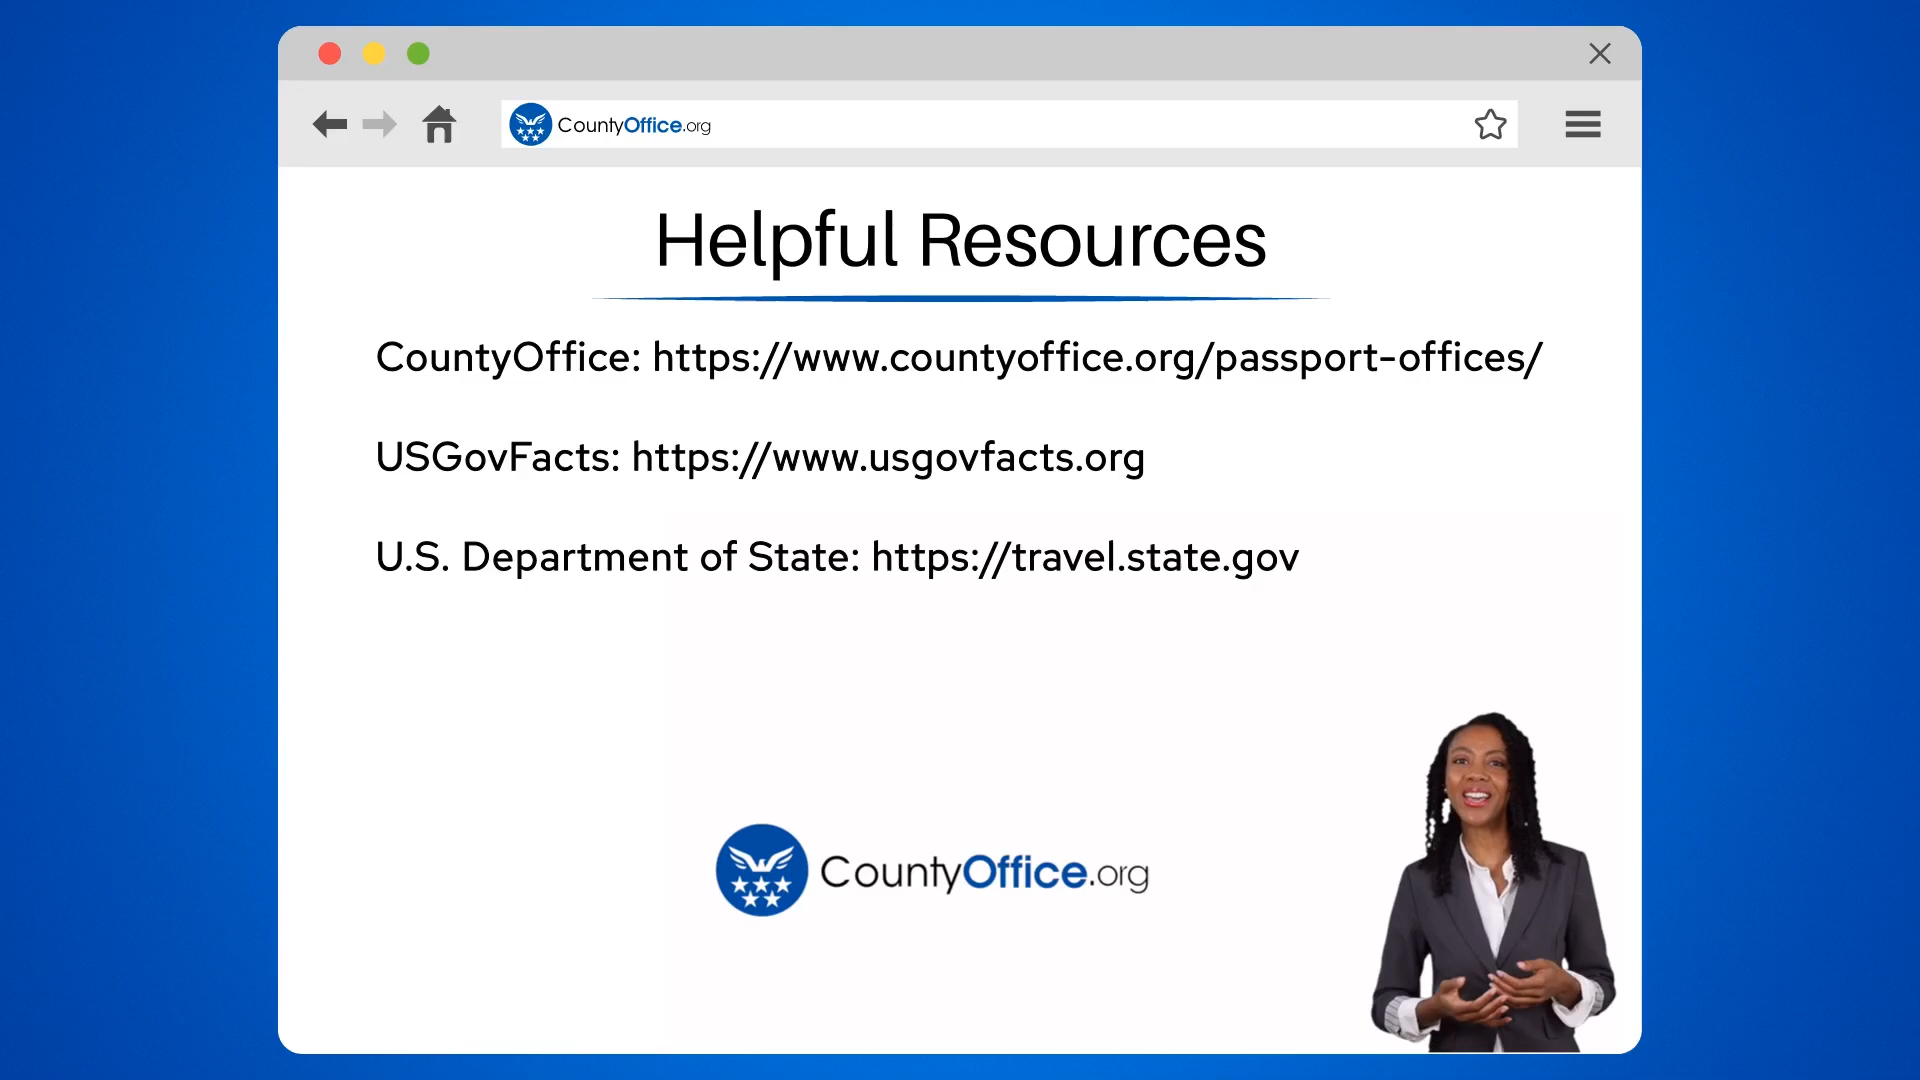 CountyOffice.org
Helpful Resources
CountyOffice: https://www.countyoffice.org/passport-offices/
USGovFacts: https://www.usgovfacts.org
U.S. Department of State: https://travel.state.gov
CountyOffice.org